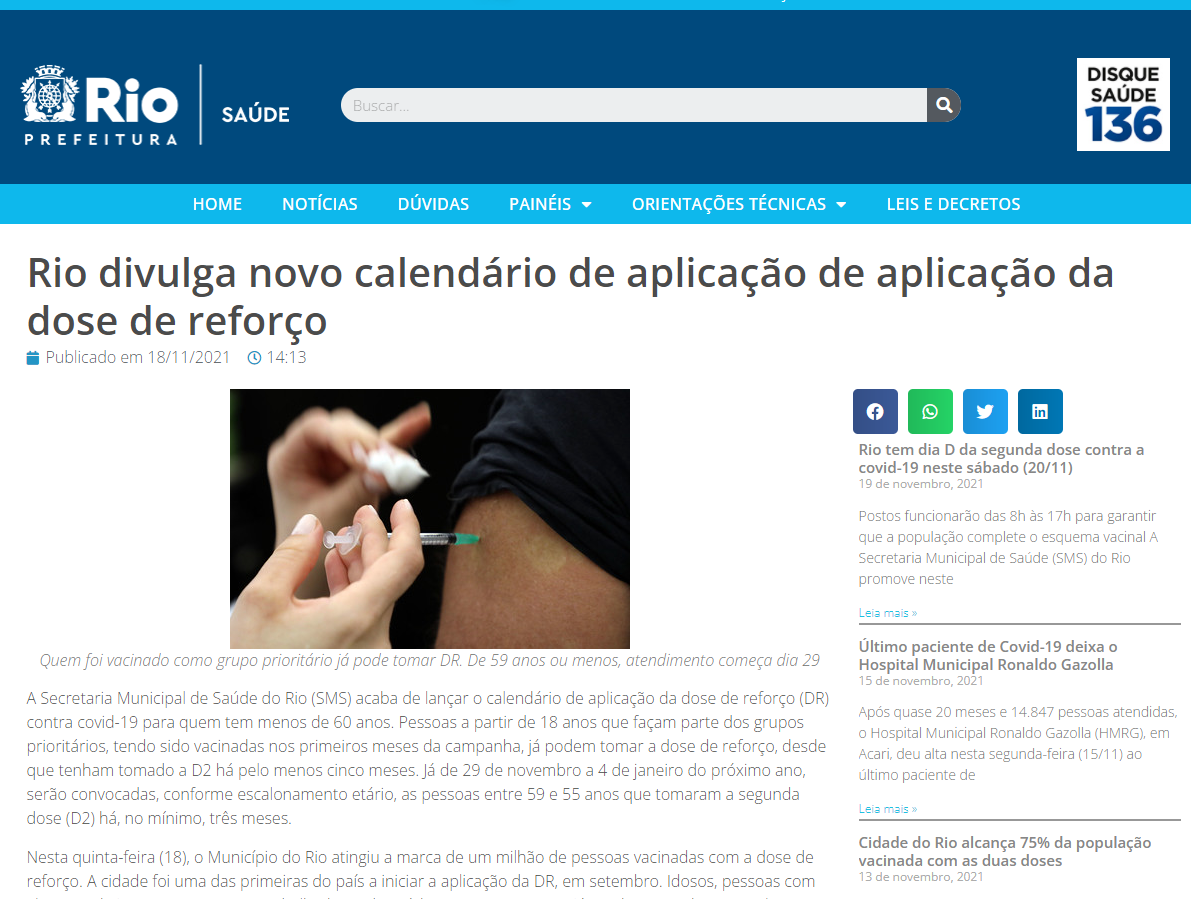 Rio
PREFEITURA
SAÚDE
Buscar...
DISQUE
SAÚDE
136
HOME NOTÍCIAS DÚVIDAS PAINÉIS ORIENTAÇÕES TÉCNICAS LEIS E DECRETOS
Rio divulga novo calendário de aplicação de aplicação da
dose de reforço
Publicado em 18/11/2021 14:13
Quem foi vacinado como grupo prioritário já pode tomar DR. De 59 anos ou menos, atendimento começa dia 29
A Secretaria Municipal de Saúde do Rio (SMS) acaba de lançar o calendário de aplicação da dose de reforço (DR)
contra covid-19 para quem tem menos de 60 anos. Pessoas a partir de 18 anos que façam parte dos grupos
prioritários, tendo sido vacinadas nos primeiros meses da campanha, já podem tomar a dose de reforço, desde
que tenham tomado a D2 há pelo menos cinco meses. Já de 29 de novembro a 4 de janeiro do próximo ano,
serão convocadas, conforme escalonamento etário, as pessoas entre 59 e 55 anos que tomaram a segunda
dose (D2) há, no mínimo, três meses.
Nesta quinta-feira (18), o Município do Rio atingiu a marca de um milhão de pessoas vacinadas com a dose de
reforço. A cidade foi uma das primeiras do país a iniciar a aplicação da DR, em setembro. Idosos, pessoas com
Rio tem dia D da segunda dose contra a
covid-19 neste sábado (20/11)
19 de novembro, 2021
Postos funcionarão das 8h às 17h para garantir
que a população complete o esquema vacinal A
Secretaria Municipal de Saúde (SMS) do Rio
promove neste
Leia mais »
Último paciente de Covid-19 deixa o
Hospital Municipal Ronaldo Gazolla
15 de novembro, 2021
Após quase 20 meses e 14.847 pessoas atendidas,
o Hospital Municipal Ronaldo Gazolla (HMRG), em
Acari, deu alta nesta segunda-feira (15/11) ao
último paciente de
Leia mais »
Cidade do Rio alcança 75% da população
vacinada com as duas doses
13 de novembro, 2021